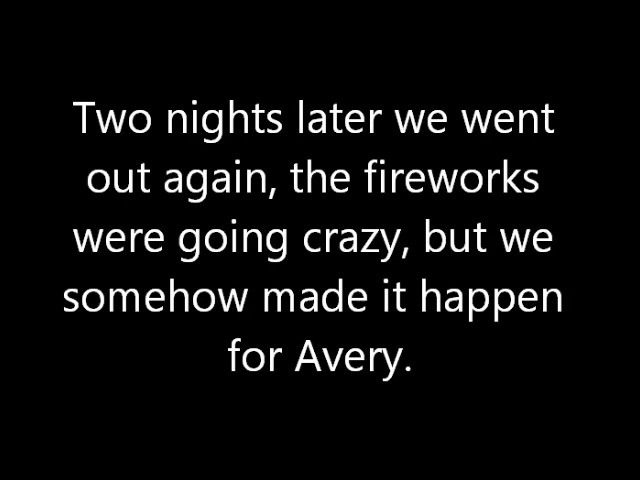 Two nights later we went
out again, the fireworks
were going crazy, but we
somehow made it happen
for Avery.